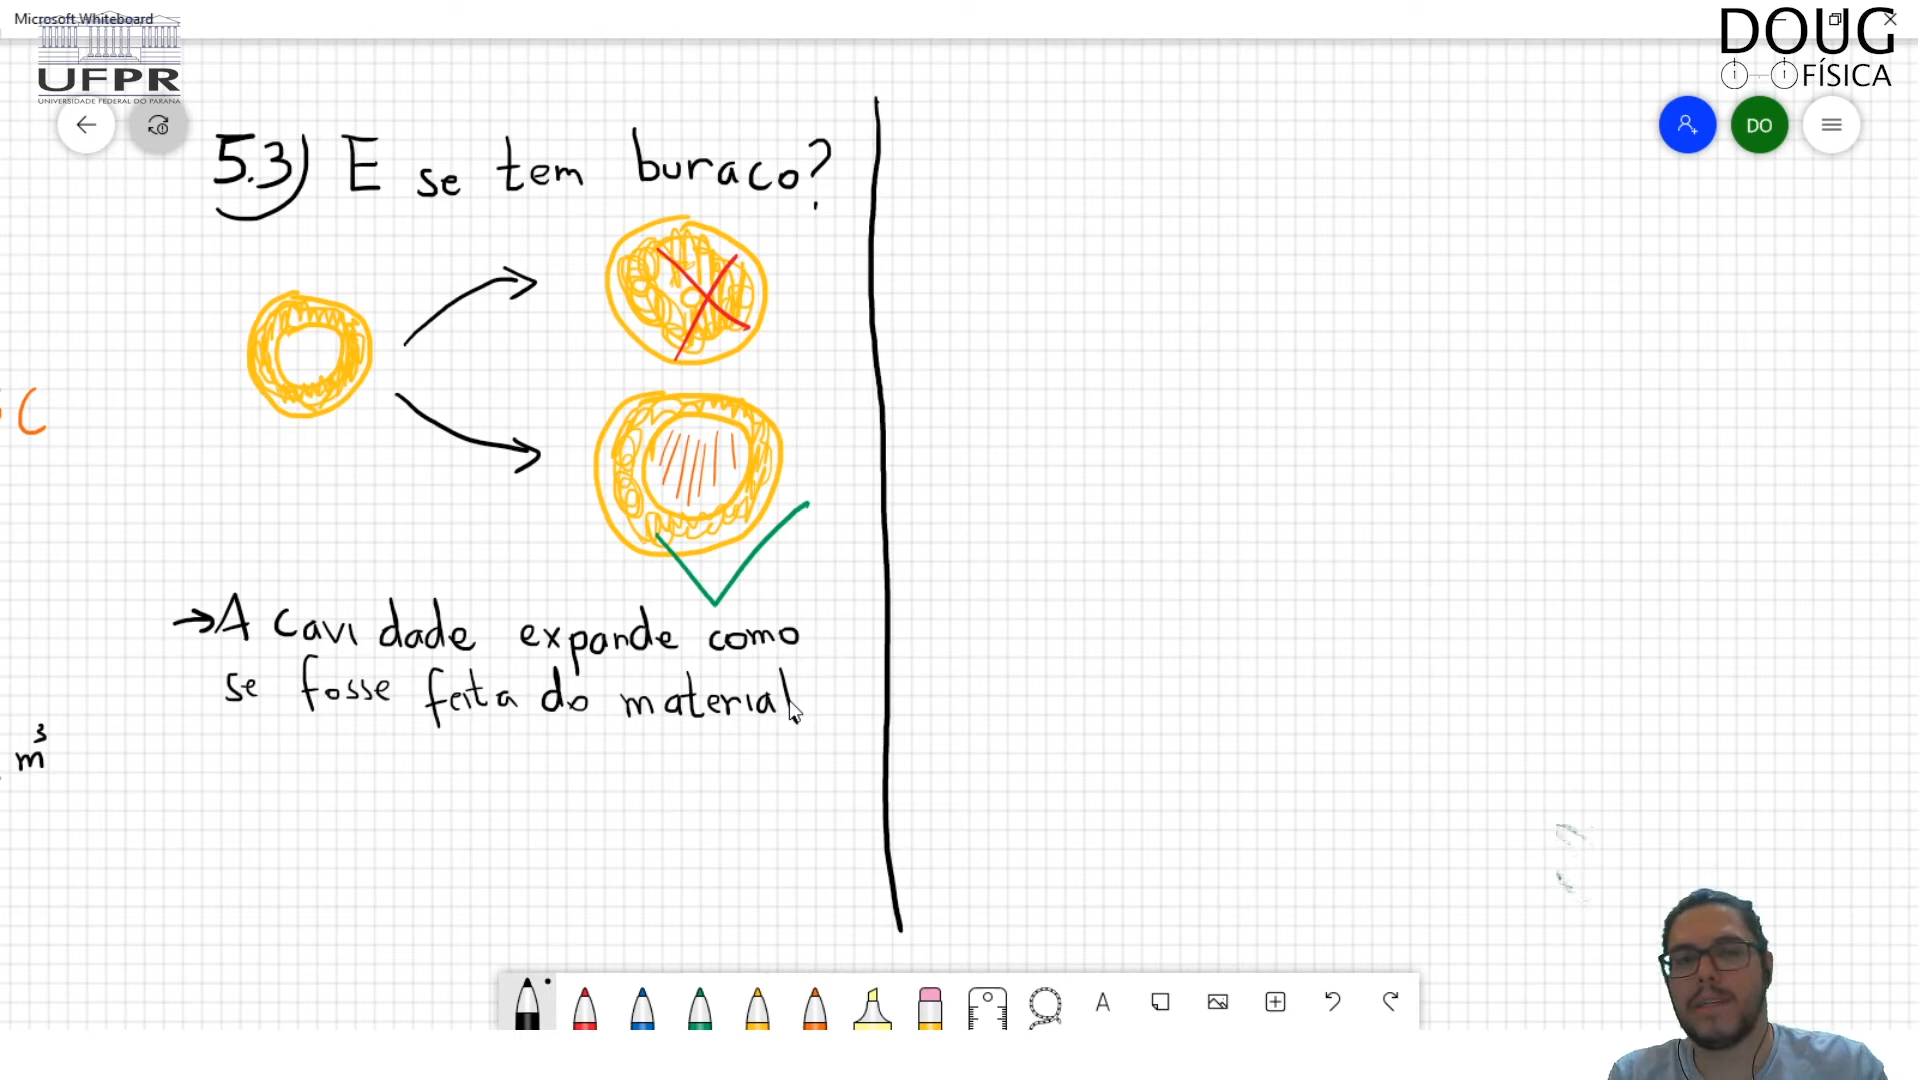 Microsoft Whiteboard
UFPR
UNIVERSIDADE FEDERAL DO PARANÁ
DOUG
FÍSICA
DO
5.3) E se tem buraco?
C
→ A cavidade expande como
se fosse feita do material
m³
A